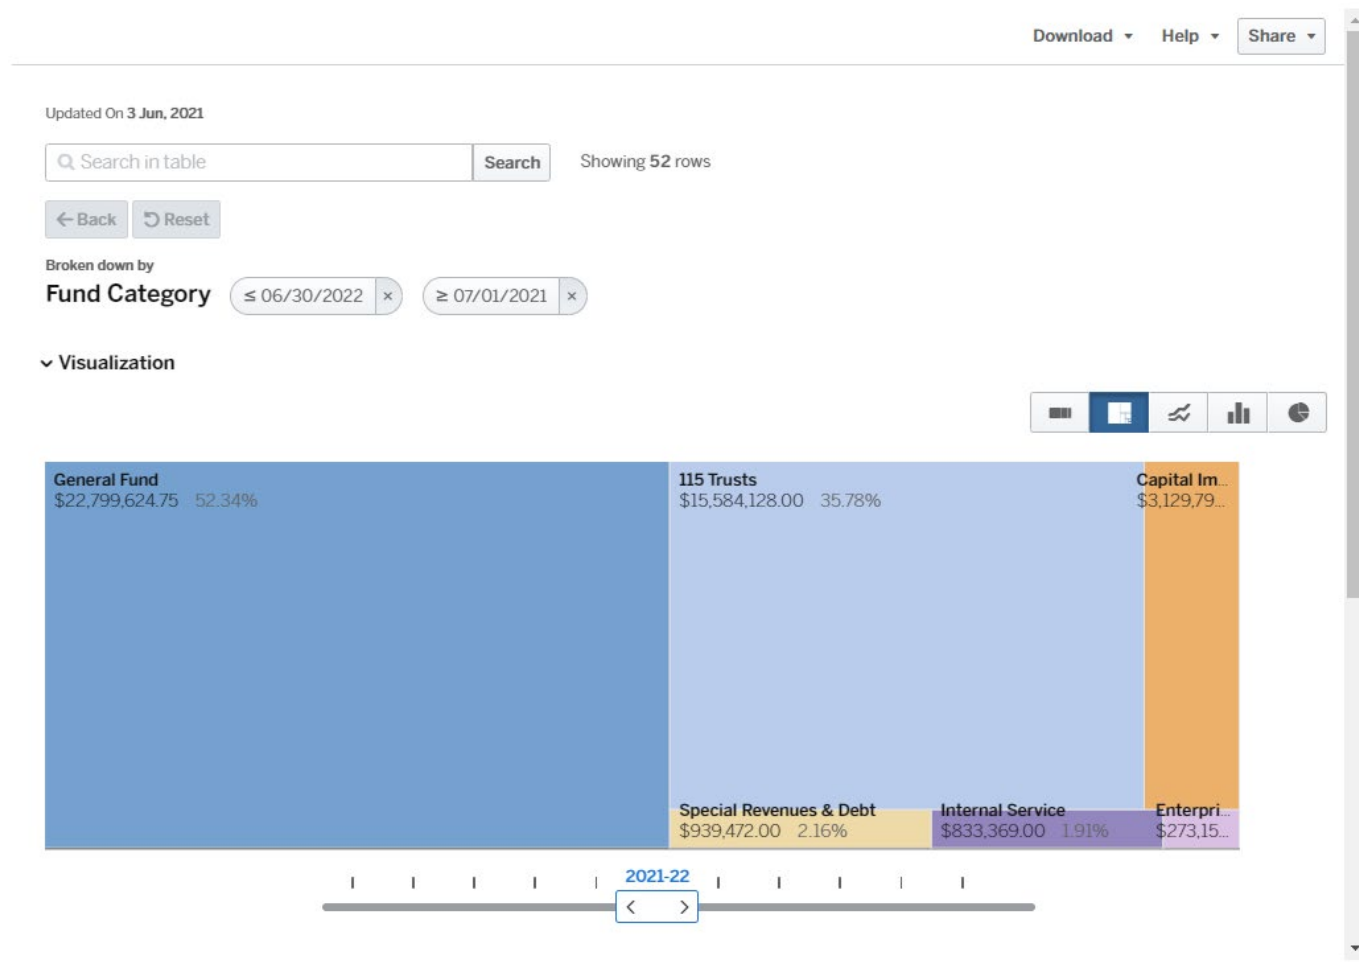 Download Help Share
Updated On 3 Jun, 2021
Search in table Search Showing 52 rows
Back Reset
Broken down by
Fund Category ≤ 06/30/2022 × ≥ 07/01/2021 ×
Visualization
General Fund 115 Trusts Capital Im...
$22,799,624.75 52.34% $15,584,128.00 35.78% $3,129,79...
Special Revenues & Debt Internal Service Enterpri...
$939,472.00 2.16% $833,369.00 1.91% $273,15...
2021-22